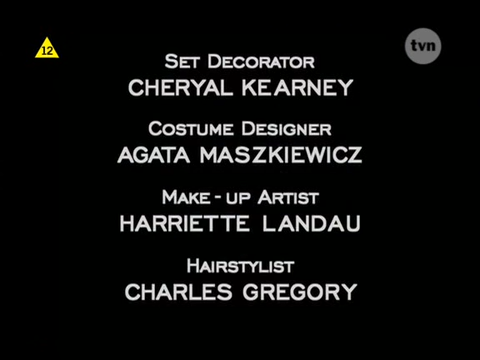 12
tvn
Set Decorator
CHERYAL KEARNEY
Costume Designer
AGATA MASZKIEWICZ
Make-up Artist
HARRIETTE LANDAU
Hairstylist
CHARLES GREGORY